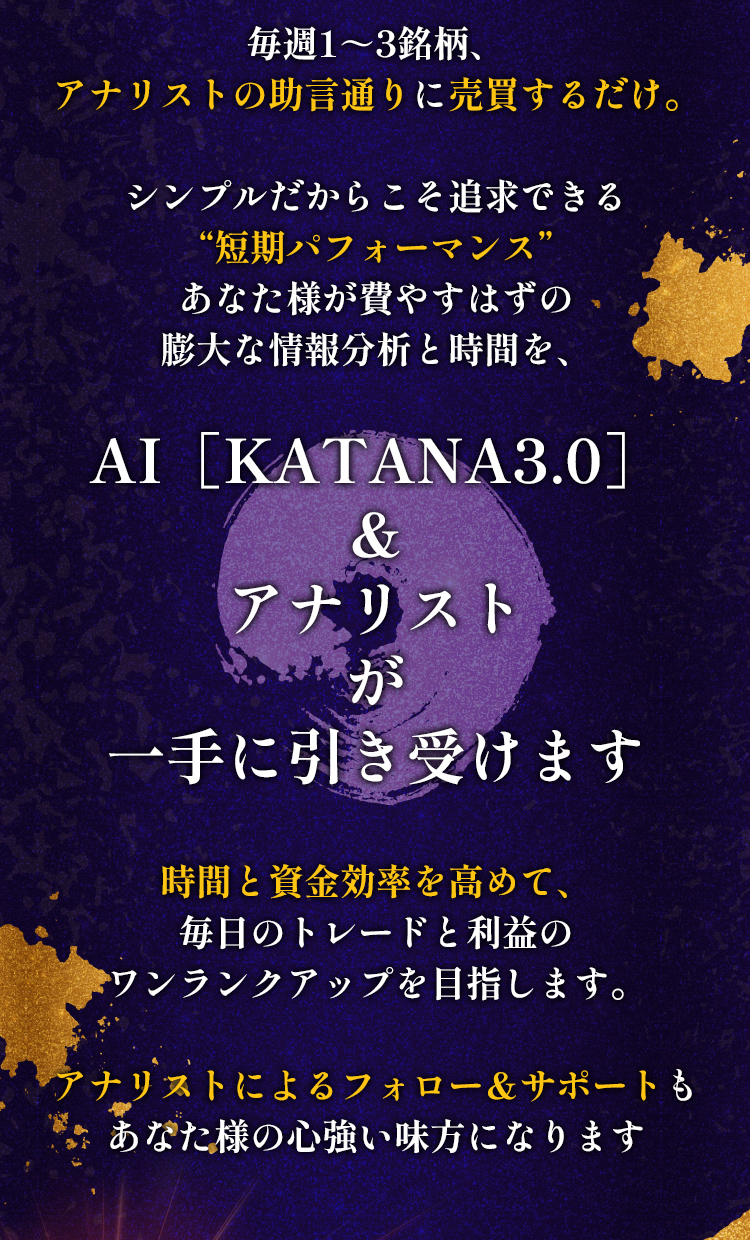 毎週1〜3銘柄、
アナリストの助言通りに売買するだけ。
シンプルだからこそ追求できる
“短期パフォーマンス”
あなた様が費やすはずの
膨大な情報分析と時間を、
AI［KATANA3.0］
&
アナリスト
が
一手に引き受けます
時間と資金効率を高めて、
毎日のトレードと利益の
ワンランクアップを目指します。
アナリストによるフォロー&サポートも
あなた様の心強い味方になります